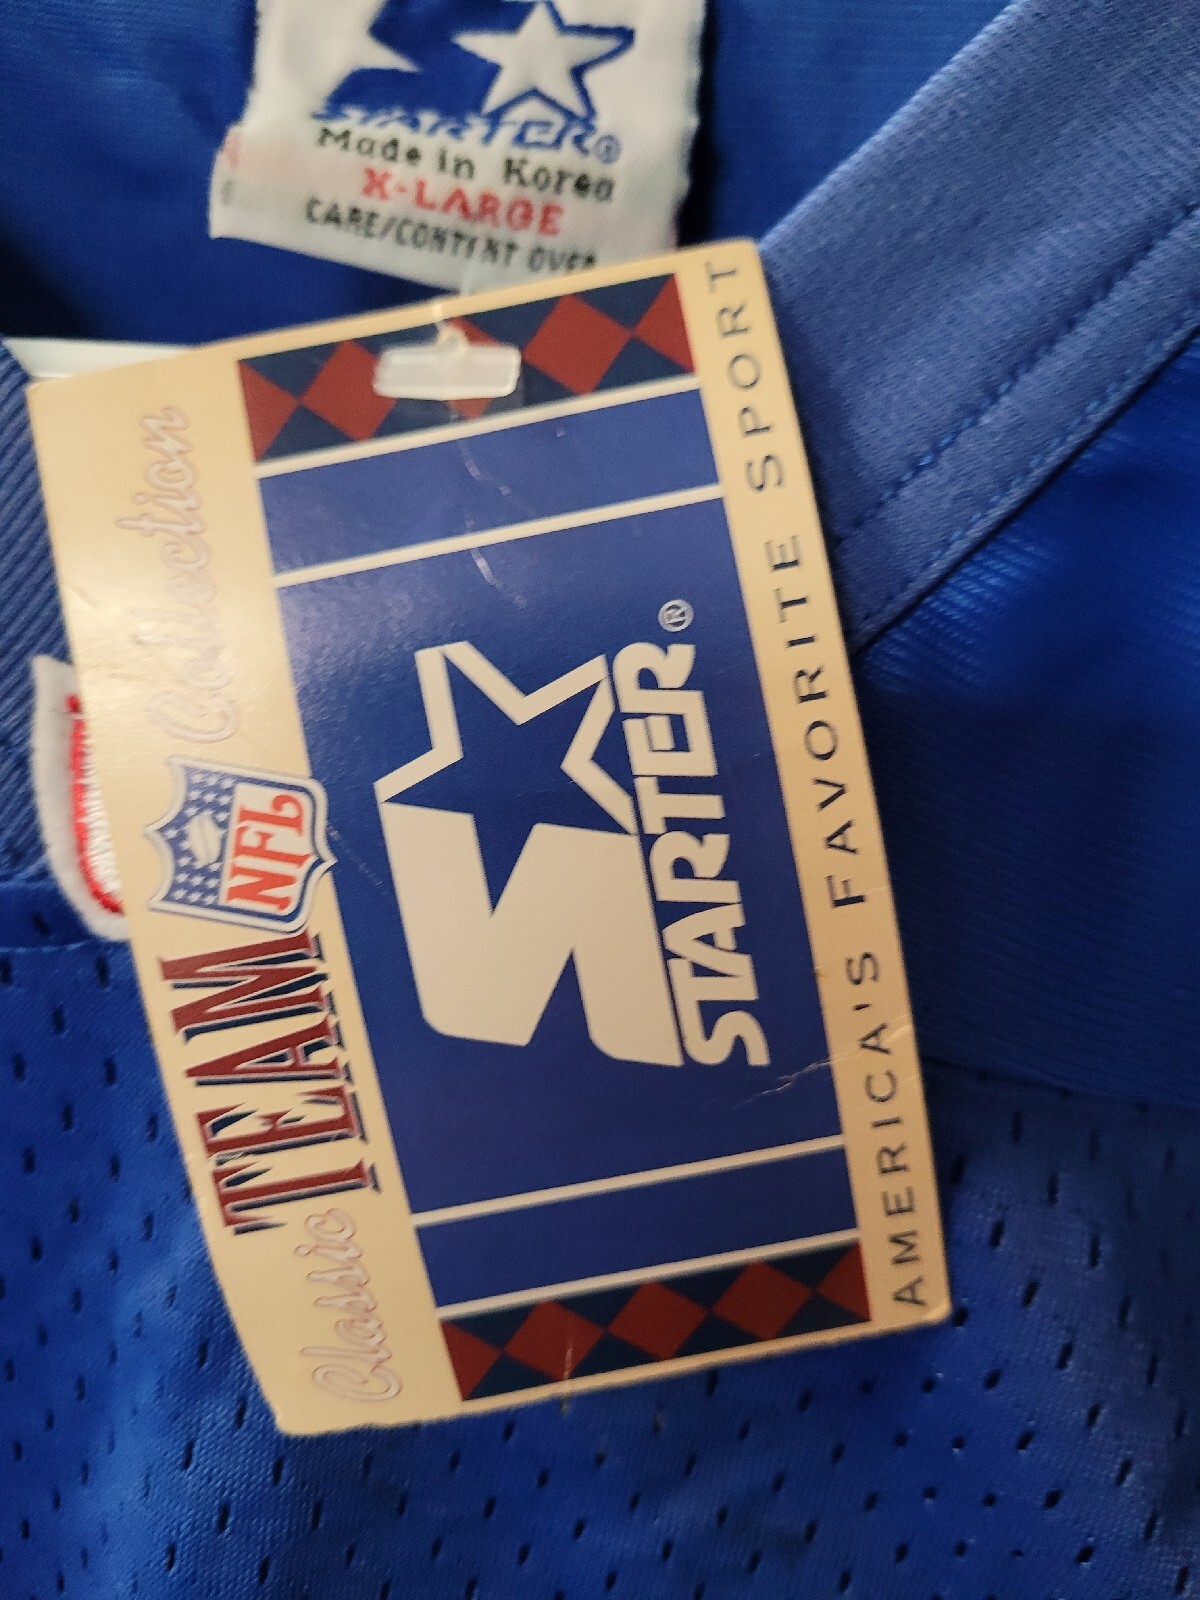 STARTER®
Made in Korea
X-LARGE
CARE/CONTENT OVER
Classic TEAM NFL Collection
STARTER®
AMERICA'S FAVORITE SPORT